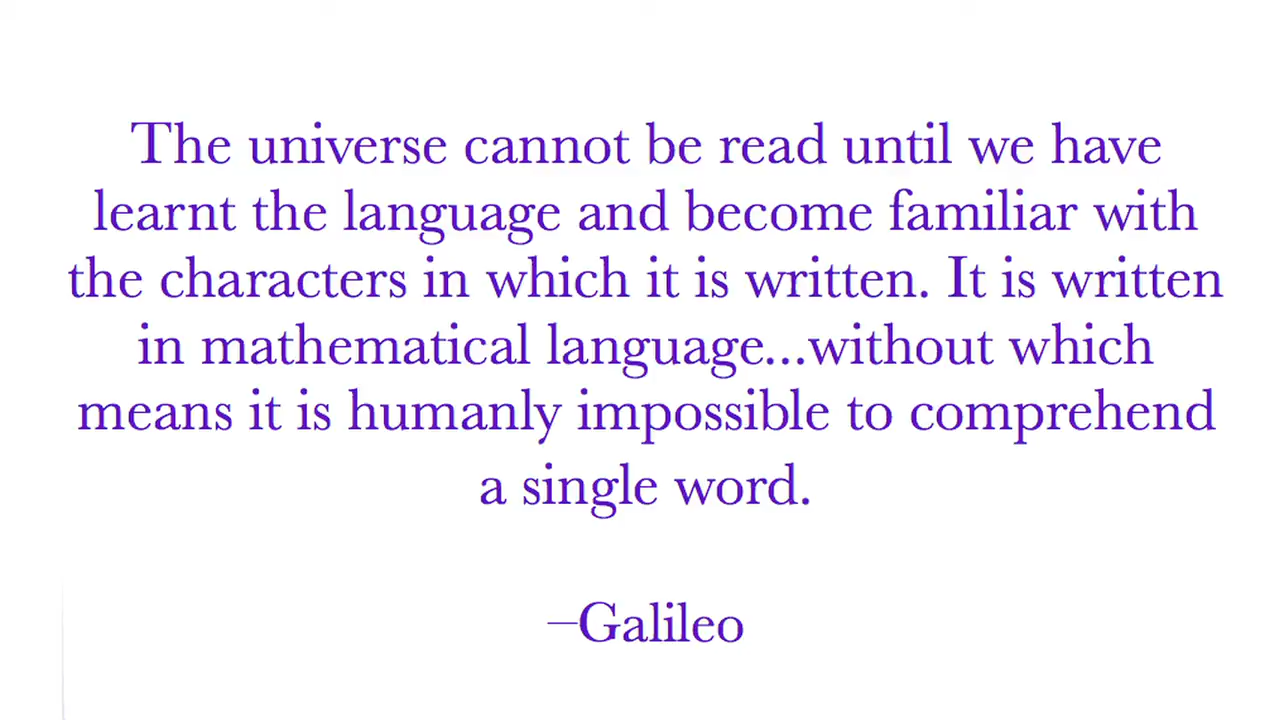 The universe cannot be read until we have
learnt the language and become familiar with
the characters in which it is written. It is written
in mathematical language...without which
means it is humanly impossible to comprehend
a single word.
–Galileo